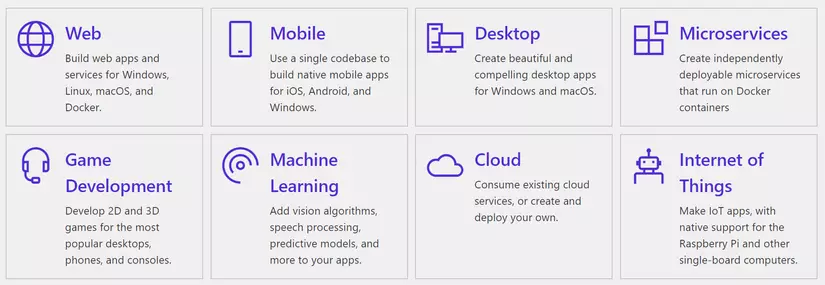 Web
Build web apps and
services for Windows,
Linux, macOS, and
Docker.
Mobile
Use a single codebase to
build native mobile apps
for iOS, Android, and
Windows.
Desktop
Create beautiful and
compelling desktop apps
for Windows and macOS.
Microservices
Create independently
deployable microservices
that run on Docker
containers
Game
Development
Develop 2D and 3D
games for the most
popular desktops,
phones, and consoles.
Machine
Learning
Add vision algorithms,
speech processing,
predictive models, and
more to your apps.
Cloud
Consume existing cloud
services, or create and
deploy your own.
Internet of
Things
Make IoT apps, with
native support for the
Raspberry Pi and other
single-board computers.